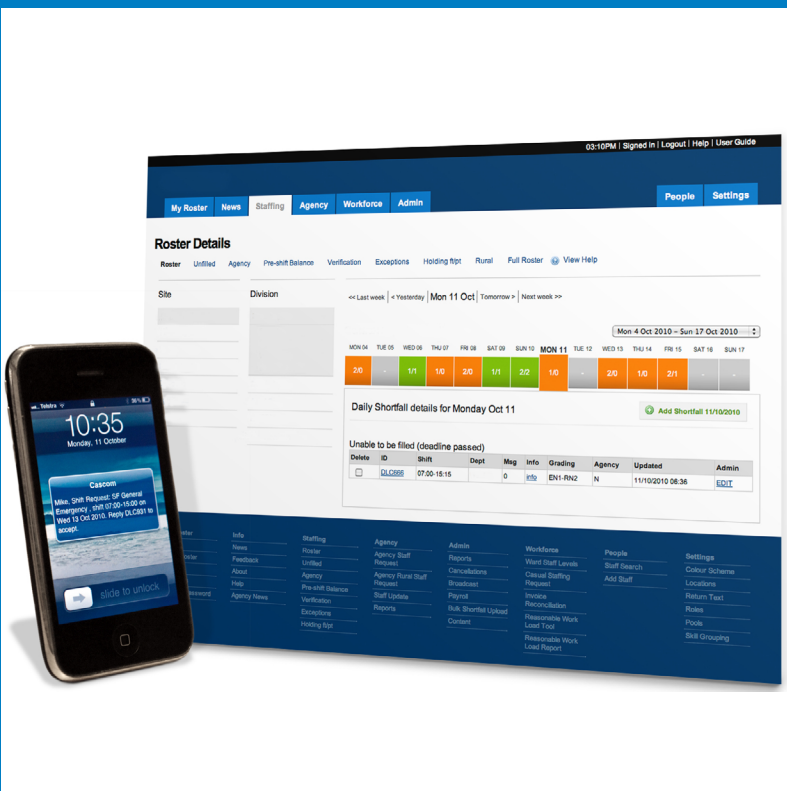 03:10PM | Signed in | Logout | Help | User Guide
My Roster News Staffing Agency Workforce Admin People Settings
Roster Details
Roster Unfilled Agency Pre-shift Balance Verification Exceptions Holding ft/pt Rural Full Roster View Help
Site Division
<< Last week | < Yesterday | Mon 11 Oct | Tomorrow > | Next week >>
Mon 4 Oct 2010 – Sun 17 Oct 2010
MON 04 TUE 05 WED 06 THU 07 FRI 08 SAT 09 SUN 10 MON 11 TUE 12 WED 13 THU 14 FRI 15 SAT 16 SUN 17
2/0 - 1/1 1/0 2/0 1/1 2/2 1/0 - 2/0 1/0 2/1 - -
Daily Shortfall details for Monday Oct 11
Add Shortfall 11/10/2010
Unable to be filled (deadline passed)
Delete ID Shift Dept Msg Info Grading Agency Updated Admin
DLC666 07:00-15:15 0 info EN1-RN2 N 11/10/2010 06:36 EDIT
Telstra 36%
10:35
Monday, 11 October
Cascom
Mike, Shift Request: SF General
Emergency , shift 07:00-15:00 on
Wed 13 Oct 2010. Reply DLC831 to
accept.
slide to unlock
Info
News
Feedback
About
Help
Agency News
Staffing
Roster
Unfilled
Agency
Pre-shift Balance
Verification
Exceptions
Holding ft/pt
Agency
Agency Staff
Request
Agency Rural Staff
Request
Staff Update
Reports
Admin
Reports
Cancellations
Broadcast
Payroll
Bulk Shortfall Upload
Content
Workforce
Ward Staff Levels
Casual Staffing
Request
Invoice
Reconciliation
Reasonable Work
Load Tool
Reasonable Work
Load Report
People
Staff Search
Add Staff
Settings
Colour Scheme
Locations
Return Text
Roles
Pools
Skill Grouping